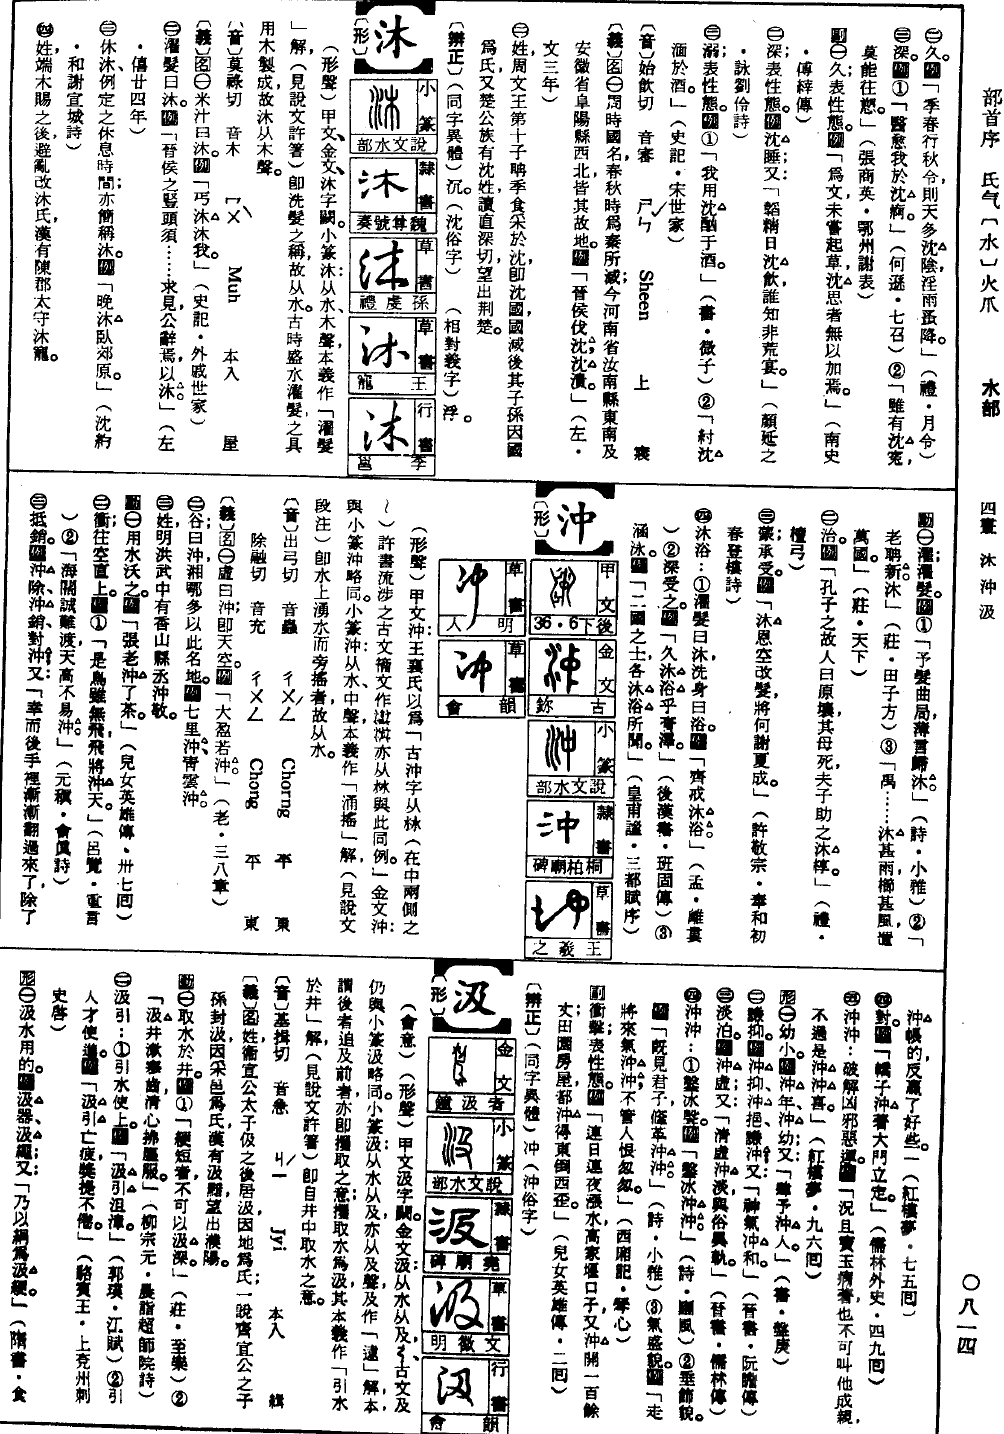 部首序　氏气〔水〕火爪　水部　四畫　沐沖汲　〇八一四
㊁久。例「季春行秋令則天多沈陰，淫雨蚤降。」（禮・月令）
㊂深。例①「醫愈我於沈痾。」（何遜・七召）②「雖有沈冤，
莫能往愬。」（張商英・鄂州謝表）
副㊀久；表性態。例「爲文未嘗起草，沈思者無以加焉。」（南史
・傅縡傳）
㊁深；表性態。例沈睡；又「韜精日沈飲，誰知非荒宴。」（顏延之
・詠劉伶詩）
㊂溺；表性態。例①「我用沈酗于酒。」（書・微子）②「紂沈
湎於酒。」（史記・宋世家）
〔音〕始飲切　音審　ㄕㄣˇ　Sheen　上　寢
〔義〕名㊀周時國名，春秋時爲秦所滅；今河南省汝南縣東南及
安徽省阜陽縣西北，皆其故地。例「晉侯伐沈，沈潰。」（左・
文三年）
㊁姓；周文王第十子聃季食采於沈，即沈國，國滅後，其子孫因國
爲氏；又楚公族有沈姓，讀直深切，望出荆楚。
〔辨正〕（同字異體）沉。（沈俗字）　（相對義字）浮。
沐
〔形〕
小篆　說文水部
隸書　魏尊號奏
草書　孫虔禮
草書　王寵
行書　李邕
（形聲）甲文、金文沐字闕。小篆沐：从水，木聲，本義作「濯髮
」解，（見說文許箸）即洗髮之稱，故从水。古時盛水濯髮之具
用木製成，故沐从木聲。
〔音〕莫祿切　音木　ㄇㄨˋ　Muh　本入　屋
〔義〕名㊀米汁曰沐。例「丐沐沐我。」（史記・外戚世家）
㊁濯髮曰沐。例「晉侯之豎頭須……求見，公辭焉以沐。」（左
・僖廿四年）
㊂休沐，例定之休息時間；亦簡稱沐。例「晚沐臥郊原。」（沈約
・和謝宣城詩）
㊃姓，端木賜之後，避亂改沐氏，漢有陳郡太守沐寵。
動㊀濯髮。例①「予髮曲局，薄言歸沐。」（詩・小雅）②「
老聃新沐」（莊・田子方）③「禹……沐甚雨，櫛甚風，置
萬國。」（莊・天下）
㊁治。例「孔子之故人曰原壤，其母死，夫子助之沐椁。」（禮・
檀弓）
㊂蒙；承受。例「沐恩空改髮，將何謝夏成。」（許敬宗・奉和初
春登樓詩）
㊃沐浴：①濯髮曰沐，洗身曰浴。例「齊戒沐浴」（孟・離婁
）②深受之。例「久沐浴乎膏澤。」（後漢書・班固傳）③
涵泳。例「二國之士，各沐浴所聞。」（皇甫謐・三都賦序）
沖
〔形〕
甲文　後下・6・36
金文　古鉥
小篆　說文水部
隸書　桐柏廟碑
草書　王羲之
草書　明人
草書　韻會
（形聲）甲文沖：王襄氏以爲「古沖字从沝（在中兩側之
）許書流涉之古文、籀文作，亦从沝，與此同例。」金文沖：
與小篆沖略同。小篆沖：从水，中聲，本義作「涌搖」解，（見說文
段注）即水上湧水而旁搖者，故从水。
〔音〕出弓切　音蟲　ㄔㄨㄥˊ　Chorng　平　東
除融切　音充　ㄔㄨㄥ　Chong　平　東
〔義〕名㊀虛曰沖；即天空。例「大盈若沖。」（老・三八章）
㊁谷曰沖；湘鄂多以此名地。例七里沖、靑雲沖。
㊂姓，明洪武中有香山縣丞沖敬。
動㊀用水沃之。例「張老沖了茶。」（兒女英雄傳・卅七囘）
㊁衝；往空直上。例①「是鳥雖無飛，飛將沖天。」（呂覽・重言
）②「海闊誠難渡，天高不易沖。」（元稹・會眞詩）
㊂抵銷。例沖除、沖銷、對沖；又「幸而後手裡漸漸翻過來了，除了
沖帳的，反贏了好些。」（紅樓夢・七五囘）
㊃對。例「轎子沖着大門立定。」（儒林外史・四九囘）
㊄沖沖：破解凶邪惡運。例「況且寶玉病着，也不可叫他成親，
不過是沖沖喜。」（紅樓夢・九六囘）
形㊀幼小。例沖年、沖幼；又「肆予沖人。」（書・盤庚）
㊁謙抑。例沖抑、沖挹、謙沖；又「神氣沖和。」（晉書・阮瞻傳）
㊂淡泊。例沖虛；又「清虛沖淡，與俗異軌。」（晉書・儒林傳）
㊃沖沖：①鑿冰聲。例「鑿冰沖沖。」（詩・豳風）②垂飾貌。
例「旣見君子，鞗革沖沖。」（詩・小雅）③氣盛貌。例「走
將來氣沖沖，不管人恨匆匆。」（西廂記・琴心）
副衝擊；表性態。例「連日連夜漲水，高家堰口子又沖開一百餘
丈，田園房屋，都沖得東倒西歪。」（兒女英雄傳・二囘）
〔辨正〕（同字異體）冲（沖俗字）
汲
〔形〕
金文　者汲鐘
小篆　說文水部
隸書　堯廟碑
草書　文徵明
行書　韻會
（會意）（形聲）甲文汲字闕。金文汲：从水从及，古文及
仍與小篆汲略同。小篆汲：从水从及，亦从及聲，及作「逮」解，本
謂後者追及前者，亦即攫取之意；攫取水爲汲，其本義作「引水
於井」解，（見說文許箸）即自井中取水之意。
〔音〕基揖切　音急　ㄐㄧˊ　Jyi　本入　緝
〔義〕名姓，衞宣公太子伋之後，居汲，因地爲氏；一說齊宣公之子
孫封汲，因采邑爲氏，漢有汲黯，望出濮陽。
動㊀取水於井。例①「綆短者不可以汲深。」（莊・至樂）②
「汲井漱寒齒，清心拂塵服。」（柳宗元・晨詣超師院詩）
㊁汲引：①引水使上。例「汲引沮漳。」（郭璞・江賦）②引
人才使進。例「汲引亡疲，奬提不倦。」（駱賓王・上兗州刺
史啓）
形㊀汲水用的。例汲器、汲繩；又「乃以綱爲汲綆。」（隋書・食